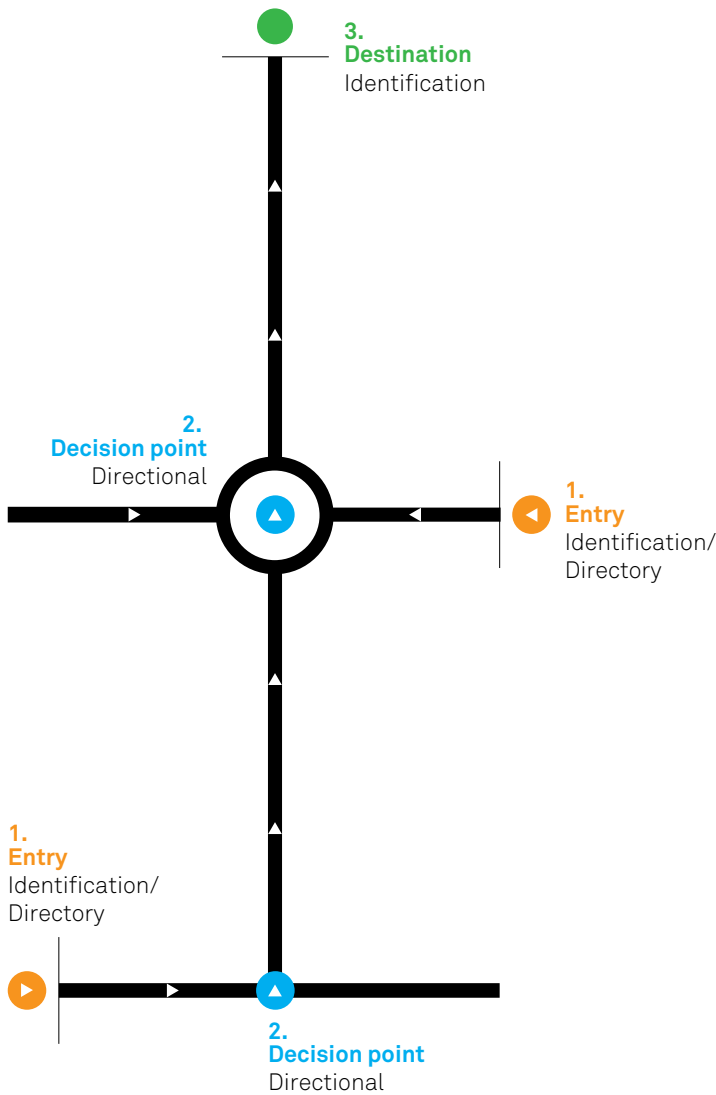 3.
Destination
Identification
2.
Decision point
Directional
1.
Entry
Identification/
Directory
1.
Entry
Identification/
Directory
2.
Decision point
Directional